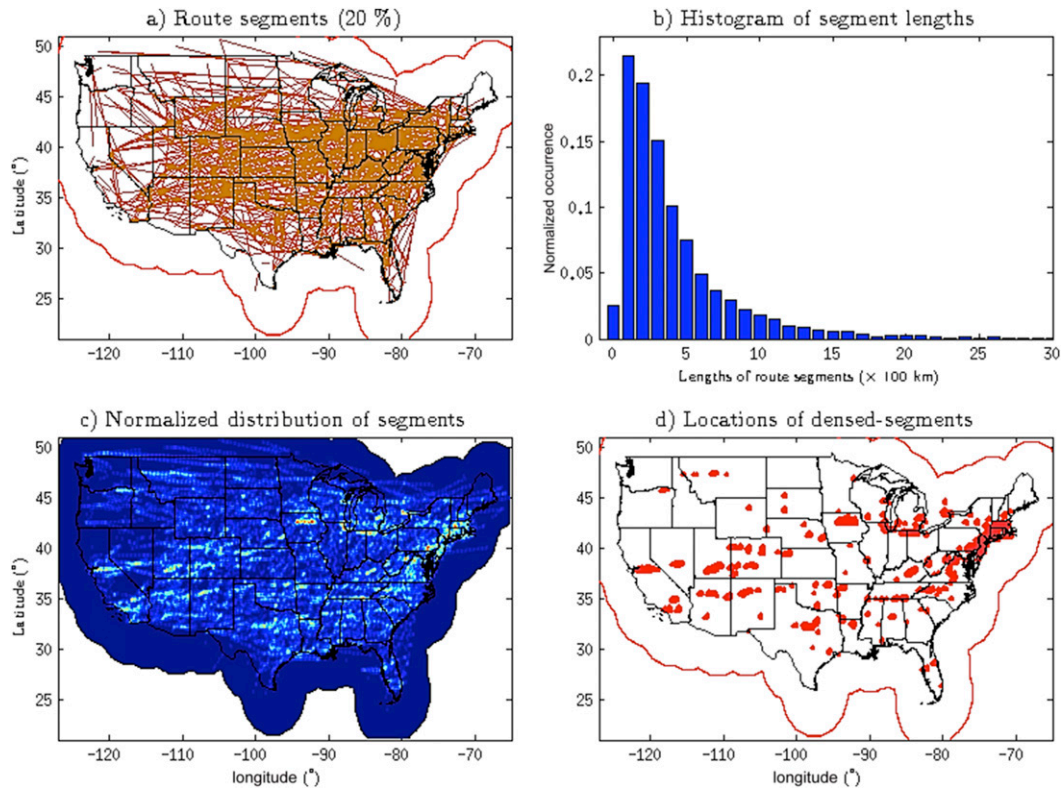 a) Route segments (20 %)
50
45
40
35
30
25
Latitude (°)
−120 −110 −100 −90 −80 −70
b) Histogram of segment lengths
0.2
0.15
0.1
0.05
0
Normalized occurrence
0 5 10 15 20 25 30
Lengths of route segments (× 100 km)
c) Normalized distribution of segments
50
45
40
35
30
25
Latitude (°)
−120 −110 −100 −90 −80 −70
longitude (°)
d) Locations of densed-segments
50
45
40
35
30
25
−120 −110 −100 −90 −80 −70
longitude (°)